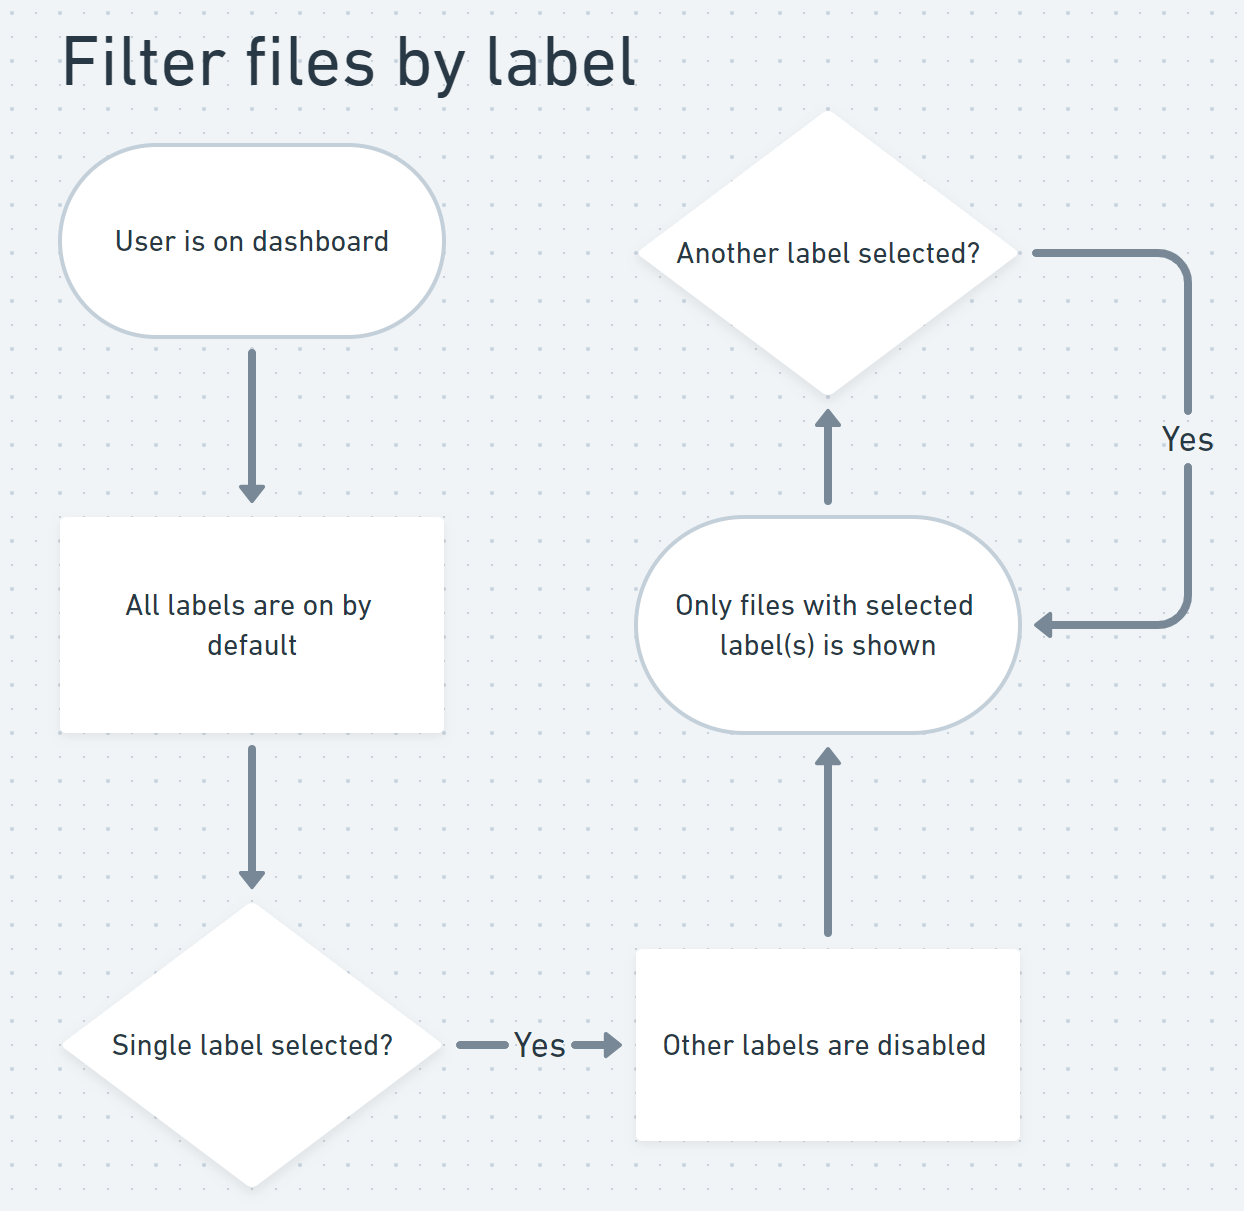 Filter files by label
User is on dashboard
All labels are on by
default
Single label selected?
Yes
Other labels are disabled
Only files with selected
label(s) is shown
Another label selected?
Yes